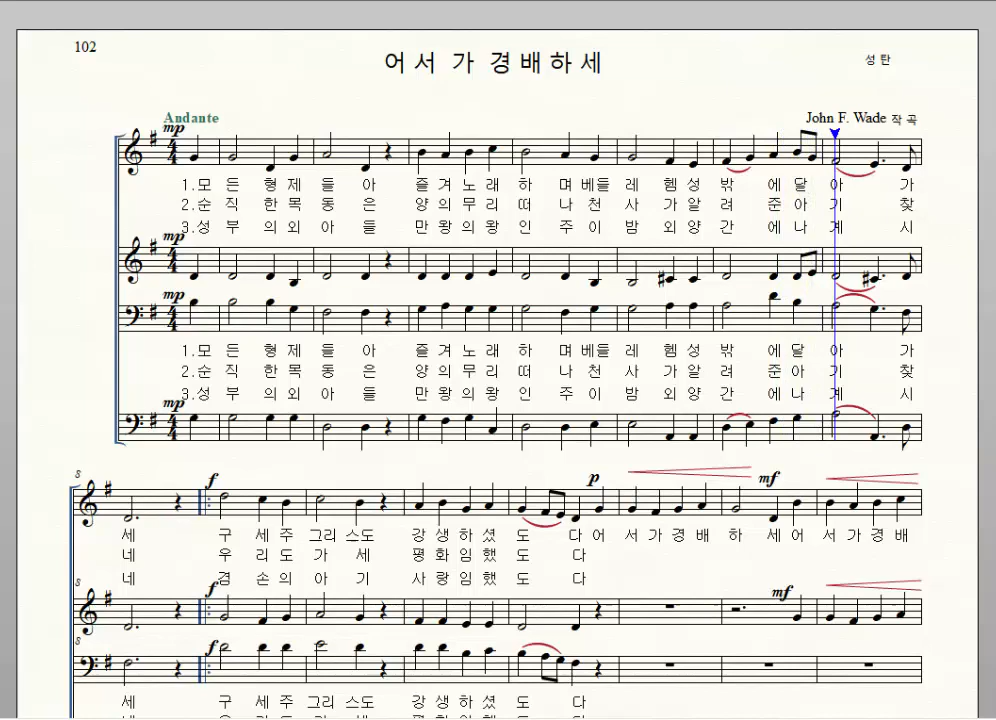 102
어서 가 경배하세
성탄
Andante
John F. Wade 작곡
mp
1.모 든 형 제 들 아 즐 겨 노 래 하 며 베들 레 헴 성 밖 에 달 아 가
2.순 직 한 목 동 은 양 의 무 리 떠 나 천 사 가 알 려 준 아 기 찾
3.성 부 의 외 아 들 만 왕 의 왕 인 주 이 밤 외 양 간 에 나 계 시
mp
mp
1.모 든 형 제 들 아 즐 겨 노 래 하 며 베들 레 헴 성 밖 에 달 아 가
2.순 직 한 목 동 은 양 의 무 리 떠 나 천 사 가 알 려 준 아 기 찾
3.성 부 의 외 아 들 만 왕 의 왕 인 주 이 밤 외 양 간 에 나 계 시
mp
f p mf
세 구 세 주 그리 스도 강 생 하 셨 도 다 어 서 가 경 배 하 세 어 서 가 경 배
네 우 리 도 가 세 평 화 임 했 도 다
네 겸 손 의 아 기 사 랑 임 했 도 다
f mf
f
세 구 세 주 그리 스도 강 생 하 셨 도 다